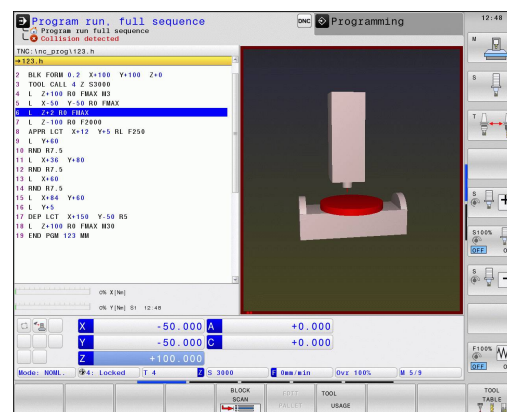 Program run, full sequence
Program run full sequence
Collision detected
DNC
Programming
12:48
TNC:\nc_prog\123.h
→123.h
2 BLK FORM 0.2 X+100 Y+100 Z+0
3 TOOL CALL 4 Z S3000
4 L Z+100 R0 FMAX M3
5 L X-50 Y-50 R0 FMAX
6 L Z+2 R0 FMAX
7 L Z-100 R0 F2000
8 APPR LCT X+12 Y+5 RL F250
9 L Y+60
10 RND R7.5
11 L X+36 Y+80
12 RND R7.5
13 L X+60
14 RND R7.5
15 L X+84 Y+60
16 L Y+5
17 DEP LCT X+150 Y-50 R5
18 L Z+100 R0 FMAX M30
19 END PGM 123 MM
0% X[Nm]
0% Y[Nm] S1 12:48
X -50.000 A +0.000
Y -50.000 C +0.000
Z +100.000
Mode: NOML. 4: Locked T 4 Z S 3000 F 0mm/min Ovr 100% M 5/9
M
S
T
S
S100%
OFF
S
F100%
OFF
BLOCK
SCAN
FRET
PALLET
TOOL
USAGE
TOOL
TABLE